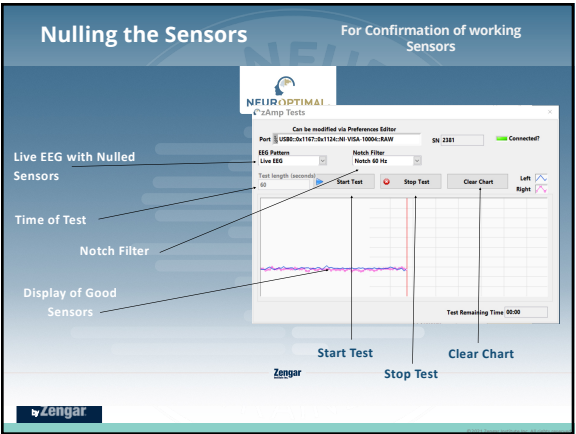 Nulling the Sensors
For Confirmation of working
Sensors
NEUROPTIMAL
zAmp Tests
Can be modified via Preferences Editor
Port USB0::0x1167::0x1124::NI-VISA-10004::RAW
SN 2381
Connected?
EEG Pattern
Notch Filter
Live EEG
Notch 60 Hz
Test length (seconds)
60
Start Test
Stop Test
Clear Chart
Left
Right
Live EEG with Nulled
Sensors
Time of Test
Notch Filter
Display of Good
Sensors
Test Remaining Time 00:00
Start Test
Clear Chart
Zengar
Stop Test
by Zengar